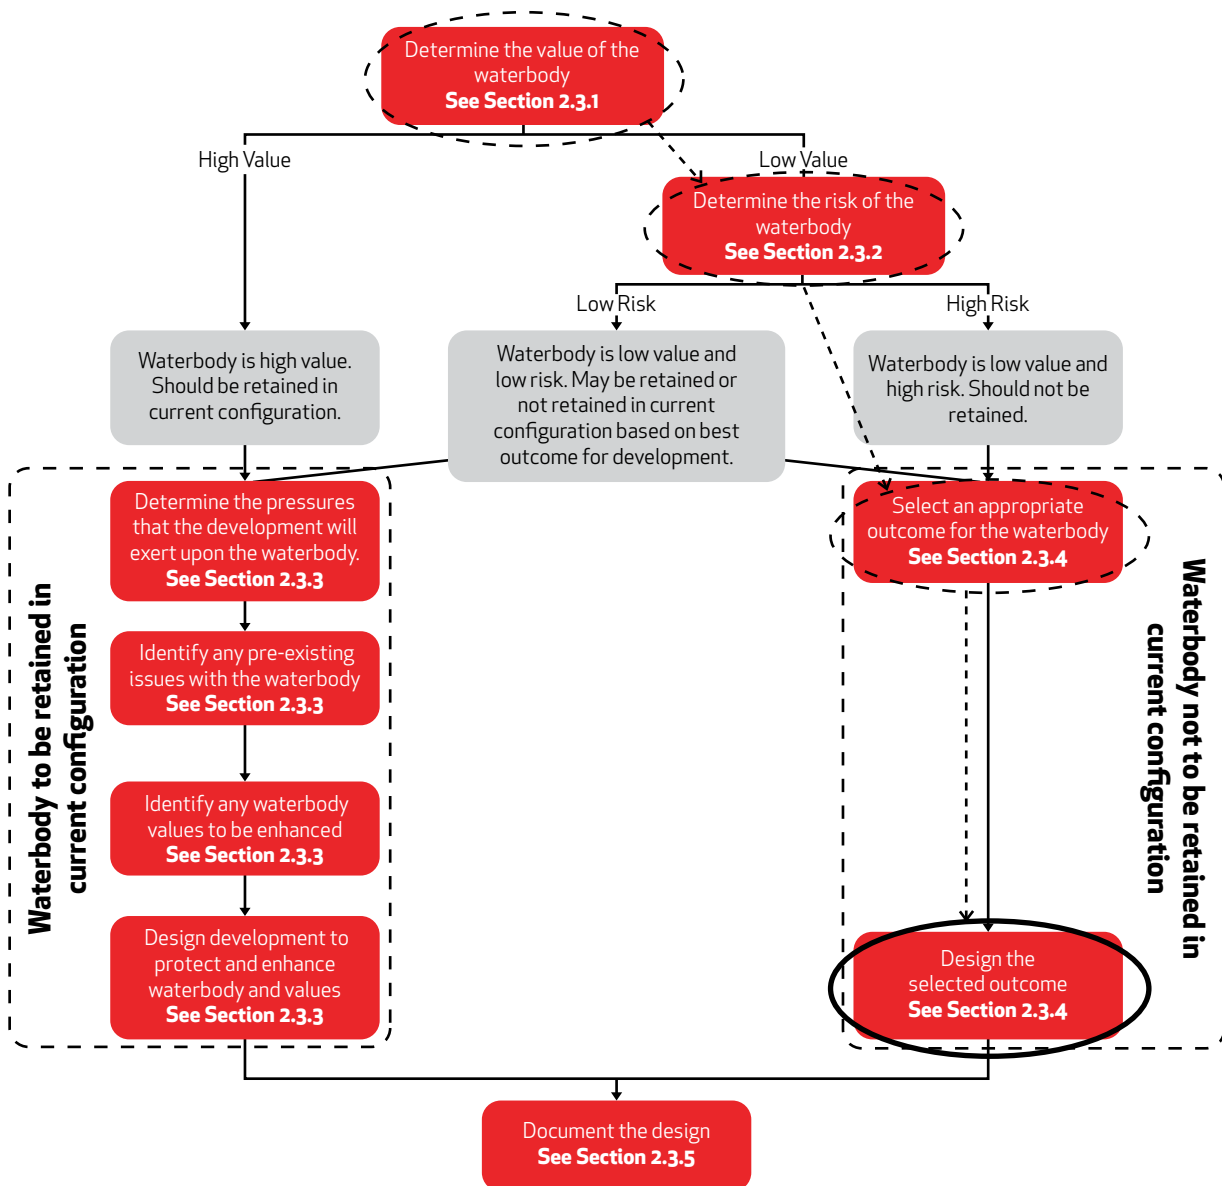 Determine the value of the
waterbody
See Section 2.3.1
High Value
Low Value
Determine the risk of the
waterbody
See Section 2.3.2
Low Risk
High Risk
Waterbody is high value.
Should be retained in
current configuration.
Waterbody is low value and
low risk. May be retained or
not retained in current
configuration based on best
outcome for development.
Waterbody is low value and
high risk. Should not be
retained.
Waterbody to be retained in
current configuration
Determine the pressures
that the development will
exert upon the waterbody.
See Section 2.3.3
Identify any pre-existing
issues with the waterbody
See Section 2.3.3
Identify any waterbody
values to be enhanced
See Section 2.3.3
Design development to
protect and enhance
waterbody and values
See Section 2.3.3
Select an appropriate
outcome for the waterbody
See Section 2.3.4
Design the
selected outcome
See Section 2.3.4
Waterbody not to be retained in
current configuration
Document the design
See Section 2.3.5